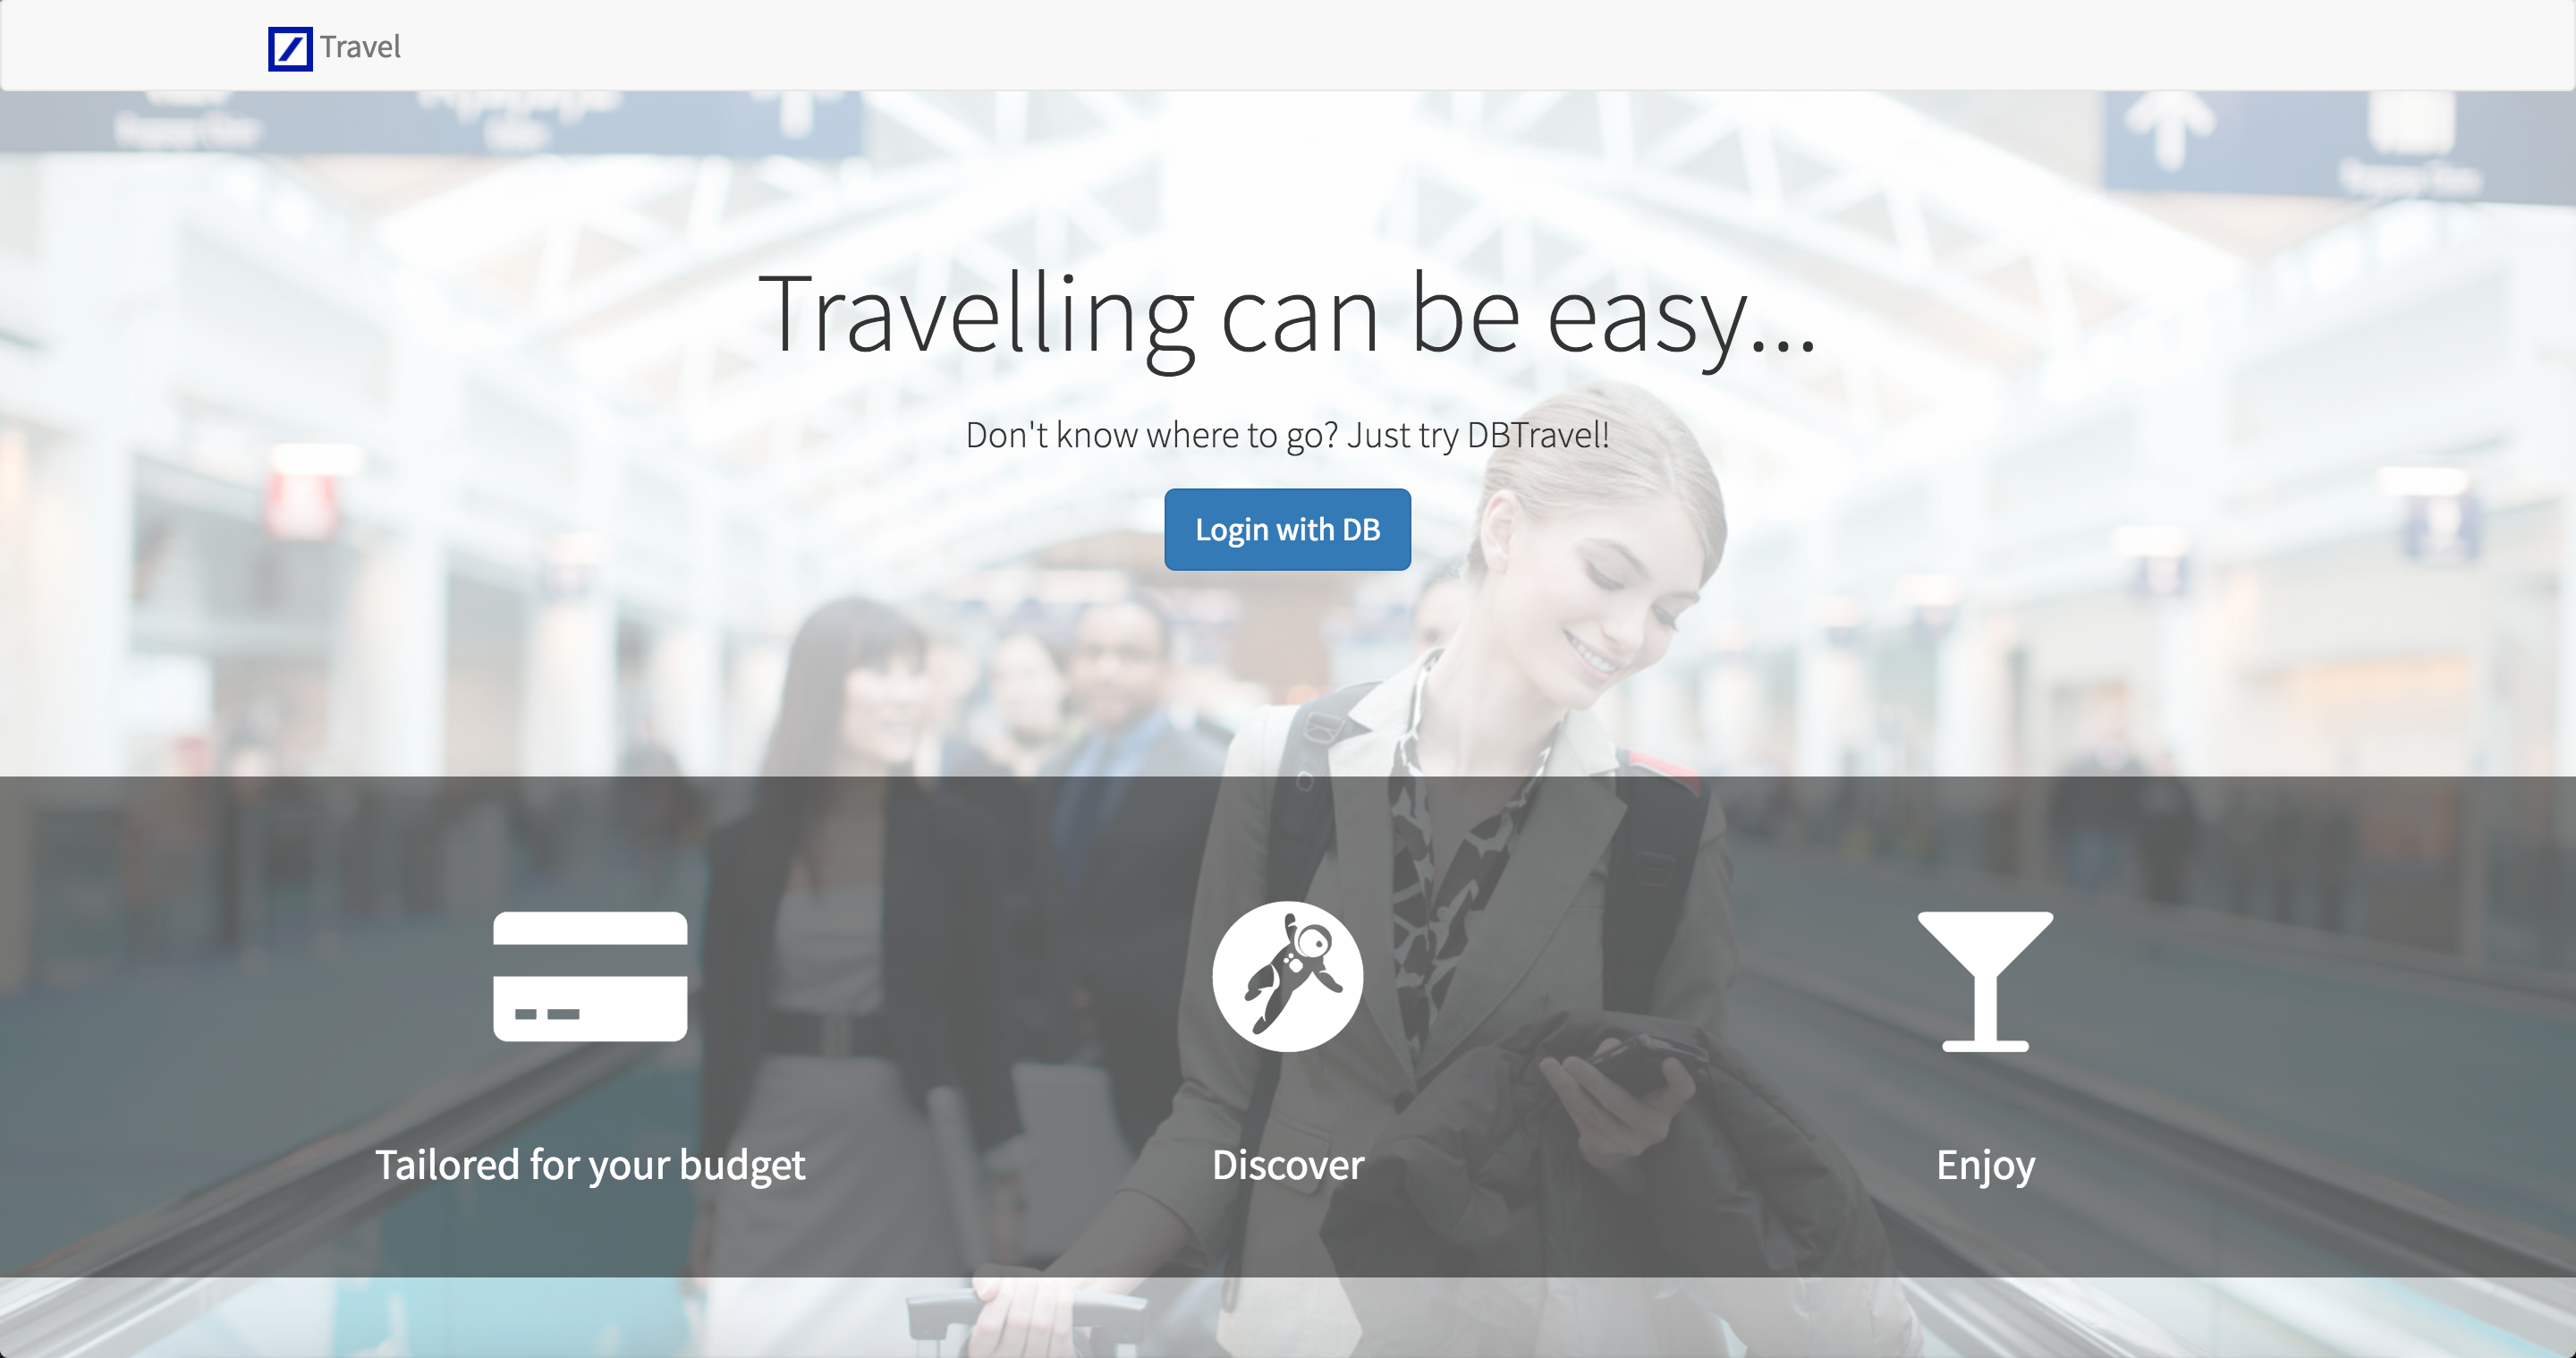 Travel
Travelling can be easy...
Don't know where to go? Just try DBTravel!
Login with DB
Tailored for your budget
Discover
Enjoy